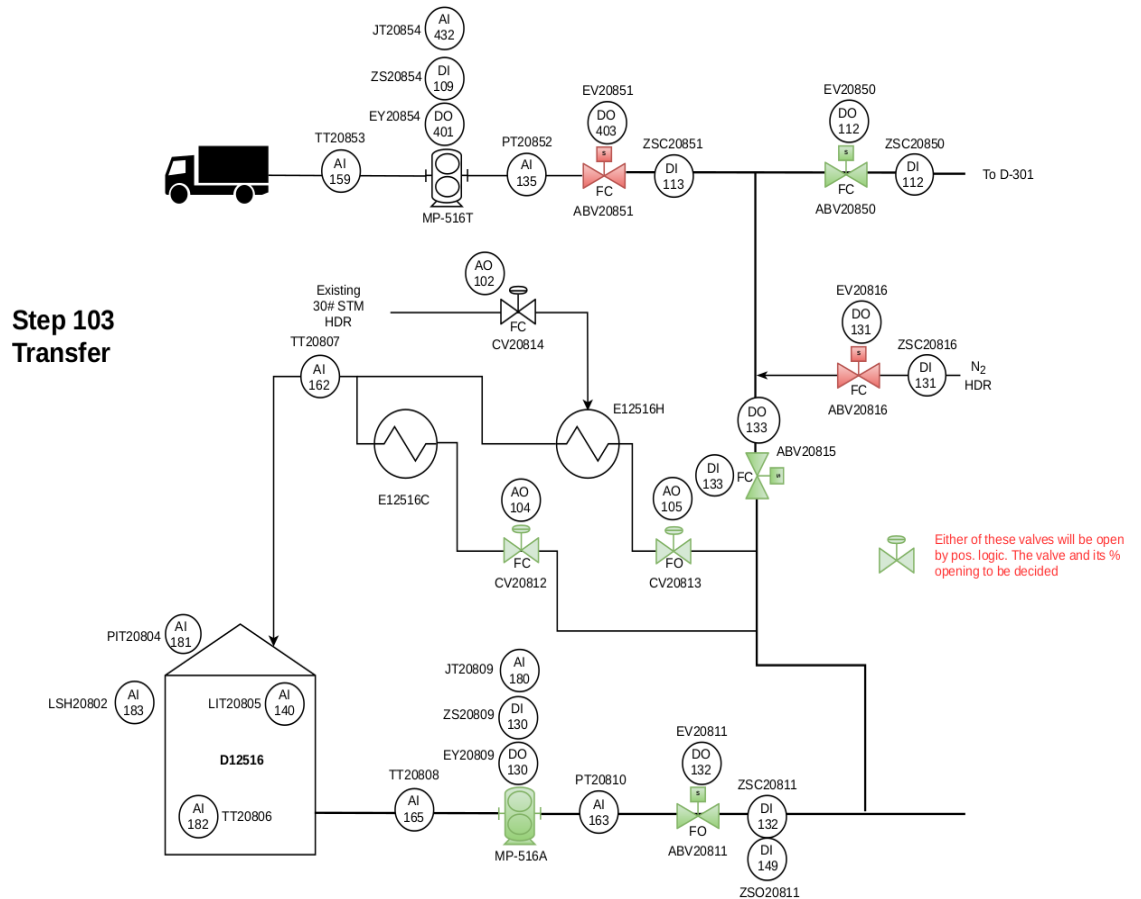 JT20854
AI
432
ZS20854
DI
109
EY20854
DO
401
TT20853
AI
159
MP-516T
PT20852
AI
135
EV20851
DO
403
FC
ABV20851
ZSC20851
DI
113
EV20850
DO
112
S
FC
ABV20850
ZSC20850
DI
112
To D-301
S
Step 103
Transfer
Existing
30# STM
HDR
AO
102
FC
CV20814
TT20807
AI
162
E12516C
E12516H
EV20816
DO
131
S
FC
ABV20816
ZSC20816
DI
131
N2
HDR
DO
133
ABV20815
DI
133
FC
S
AO
104
FC
CV20812
AO
105
FO
CV20813
Either of these valves will be open
by pos. logic. The valve and its %
opening to be decided
PIT20804
AI
181
LSH20802
AI
183
LIT20805
AI
140
D12516
AI
182
TT20806
TT20808
AI
165
JT20809
AI
180
ZS20809
DI
130
EY20809
DO
130
MP-516A
PT20810
AI
163
EV20811
DO
132
S
FO
ABV20811
ZSC20811
DI
132
DI
149
ZSO20811